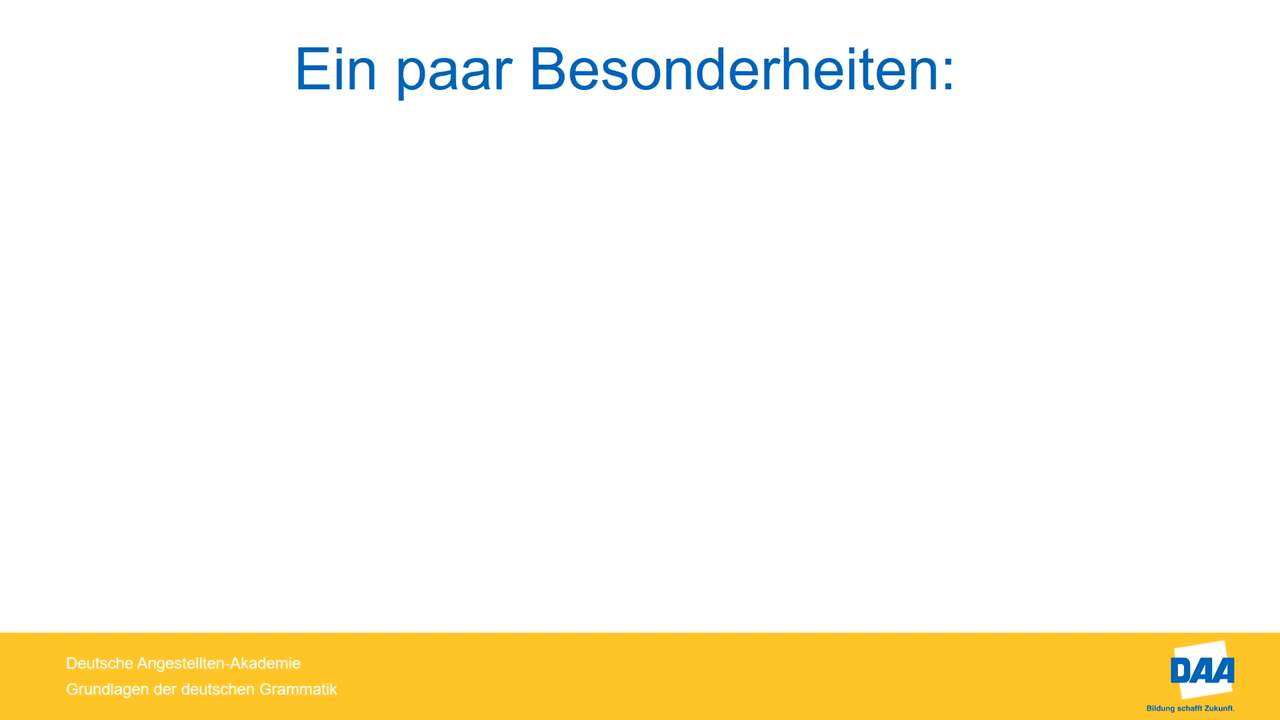 Ein paar Besonderheiten:
Deutsche Angestellten-Akademie
Grundlagen der deutschen Grammatik
DAA
Bildung schafft Zukunft.